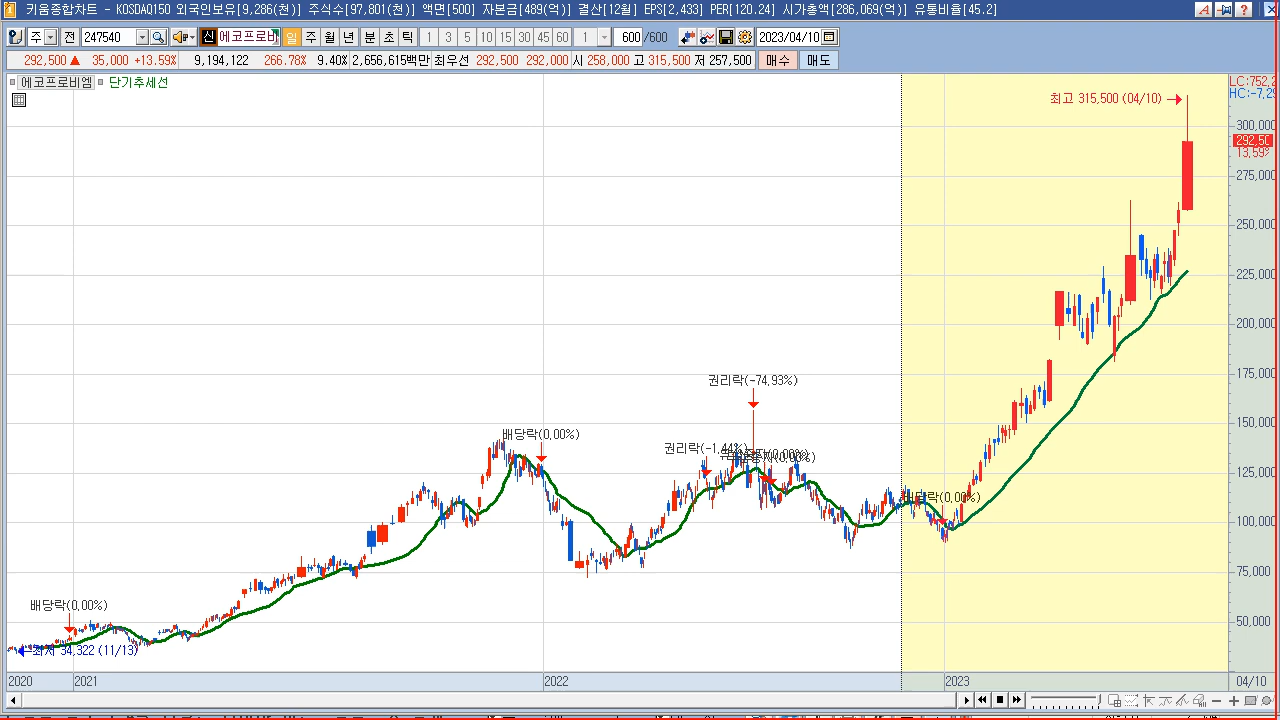 키움종합차트 - KOSDAQ150 외국인보유[9,286(천)] 주식수[97,801(천)] 액면[500] 자본금[489(억)] 결산[12월] EPS[2,433] PER[120.24] 시가총액[286,069(억)] 유통비율[45.2]
주 전 247540 신 에코프로비 일 주 월 년 분 초 틱 1 3 5 10 15 30 45 60 1 600 /600 2023/04/10
292,500 ▲ 35,000 +13.59% 9,194,122 266.78% 9.40% 2,656,615백만 최우선 292,500 292,000 시 258,000 고 315,500 저 257,500 매수 매도
에코프로비엠 단기추세선
LC:752,2
HC:-7,29
최고 315,500 (04/10)
300,000
292,50
13,59%
275,000
250,000
225,000
200,000
175,000
권리락(-74,93%)
150,000
배당락(0,00%)
권리락(-1,44%
(0,00%)
125,000
배당락(0,00%)
100,000
75,000
배당락(0,00%)
50,000
최저 34,322 (11/13)
2020 2021 2022 2023 04/10